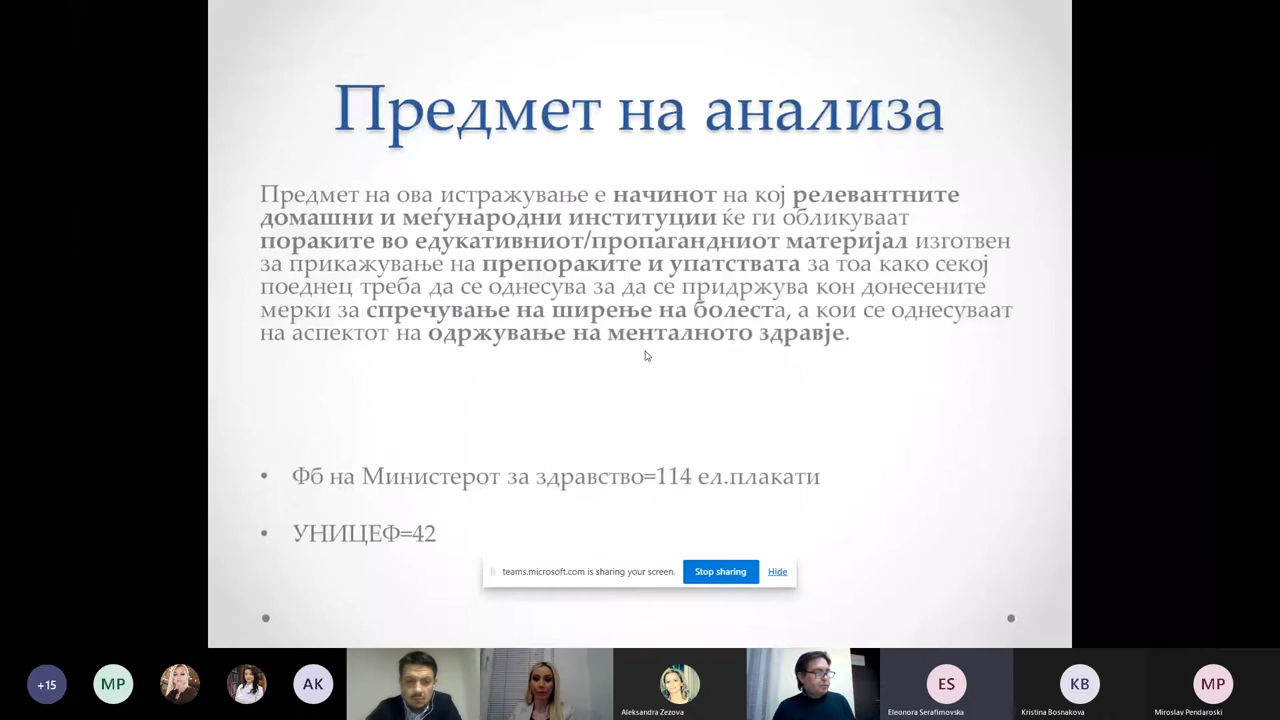 Предмет на анализа
Предмет на ова истражување е начинот на кој релевантните
домашни и меѓународни институции ќе ги обликуваат
пораките во едукативниот/пропагандниот материјал изготвен
за прикажување на препораките и упатствата за тоа како секој
поединец треба да се однесува за да се придржува кон донесените
мерки за спречување на ширење на болеста, а кои се однесуваат
на аспектот на одржување на менталното здравје.
• Фб на Министерот за здравство=114 ел.плакати
• УНИЦЕФ=42
teams.microsoft.com is sharing your screen. Stop sharing Hide
+15 MP AK ES KB MP
Aleksandra Zezova Eleonora Serafimovska Kristina Bosnakova Miroslav Pendaroski